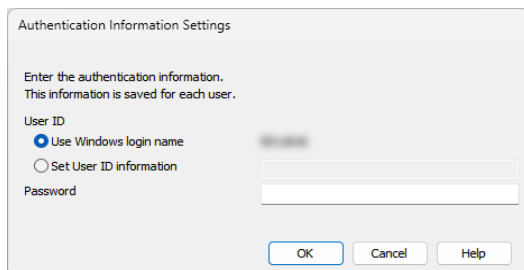 Authentication Information Settings
Enter the authentication information.
This information is saved for each user.
User ID
Use Windows login name
Set User ID information
Password
OK Cancel Help